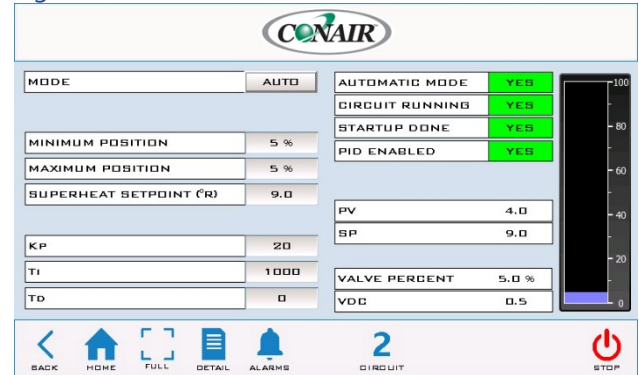 CONAIR
MODE AUTO
MINIMUM POSITION 5 %
MAXIMUM POSITION 5 %
SUPERHEAT SETPOINT (°R) 9.0
KP 20
TI 1000
TD 0
AUTOMATIC MODE YES
CIRCUIT RUNNING YES
STARTUP DONE YES
PID ENABLED YES
PV 4.0
SP 9.0
VALVE PERCENT 5.0 %
VDC 0.5
100
80
60
40
20
0
BACK HOME FULL DETAIL ALARMS 2 CIRCUIT STOP